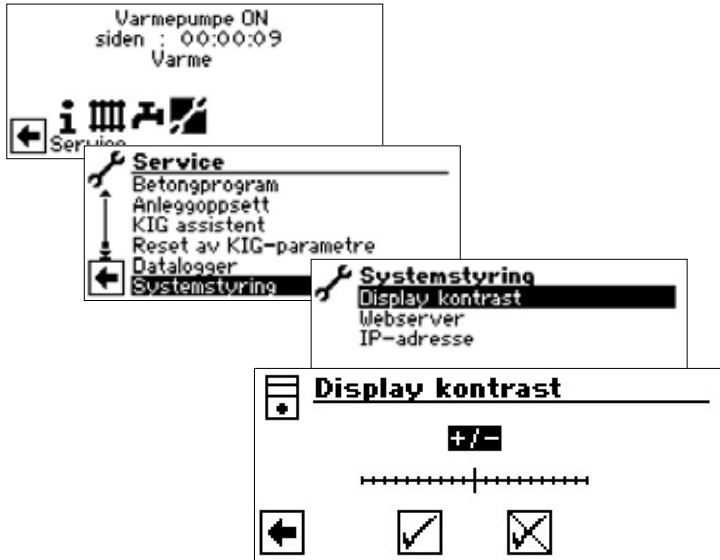 Varmepumpe ON
siden : 00:00:09
Varme
Service
Service
Betongprogram
Anleggoppsett
KIG assistent
Reset av KIG-parametre
Datalogger
Systemstyring
Systemstyring
Display kontrast
Webserver
IP-adresse
Display kontrast
+/-